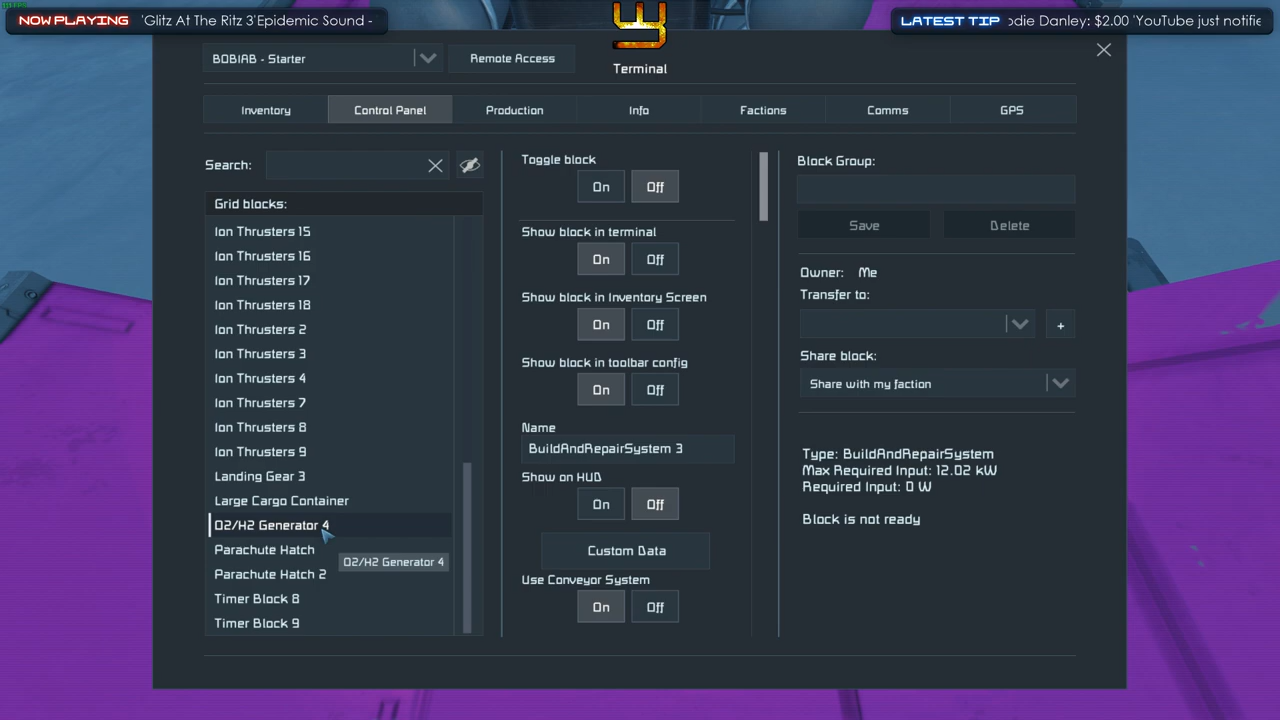 NOW PLAYING 'Glitz At The Ritz 3'Epidemic Sound -
LATEST TIP odie Danley: $2.00 'YouTube just notifie
BOBIAB - Starter
Remote Access
Terminal
Inventory
Control Panel
Production
Info
Factions
Comms
GPS
Search:
Grid blocks:
Ion Thrusters 15
Ion Thrusters 16
Ion Thrusters 17
Ion Thrusters 18
Ion Thrusters 2
Ion Thrusters 3
Ion Thrusters 4
Ion Thrusters 7
Ion Thrusters 8
Ion Thrusters 9
Landing Gear 3
Large Cargo Container
O2/H2 Generator 4
Parachute Hatch
O2/H2 Generator 4
Parachute Hatch 2
Timer Block 8
Timer Block 9
Toggle block
On Off
Show block in terminal
On Off
Show block in Inventory Screen
On Off
Show block in toolbar config
On Off
Name
BuildAndRepairSystem 3
Show on HUD
On Off
Custom Data
Use Conveyor System
On Off
Block Group:
Save Delete
Owner: Me
Transfer to:
+
Share block:
Share with my faction
Type: BuildAndRepairSystem
Max Required Input: 12.02 kW
Required Input: 0 W
Block is not ready